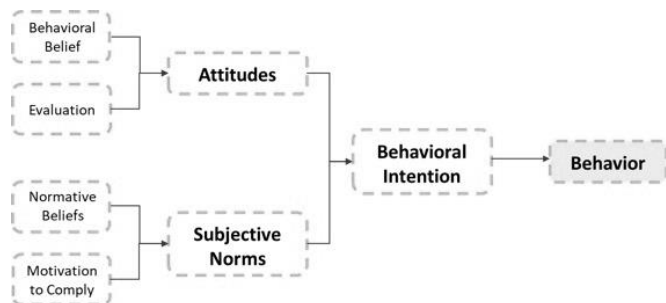 Behavioral
Belief
Evaluation
Attitudes
Normative
Beliefs
Motivation
to Comply
Subjective
Norms
Behavioral
Intention
Behavior